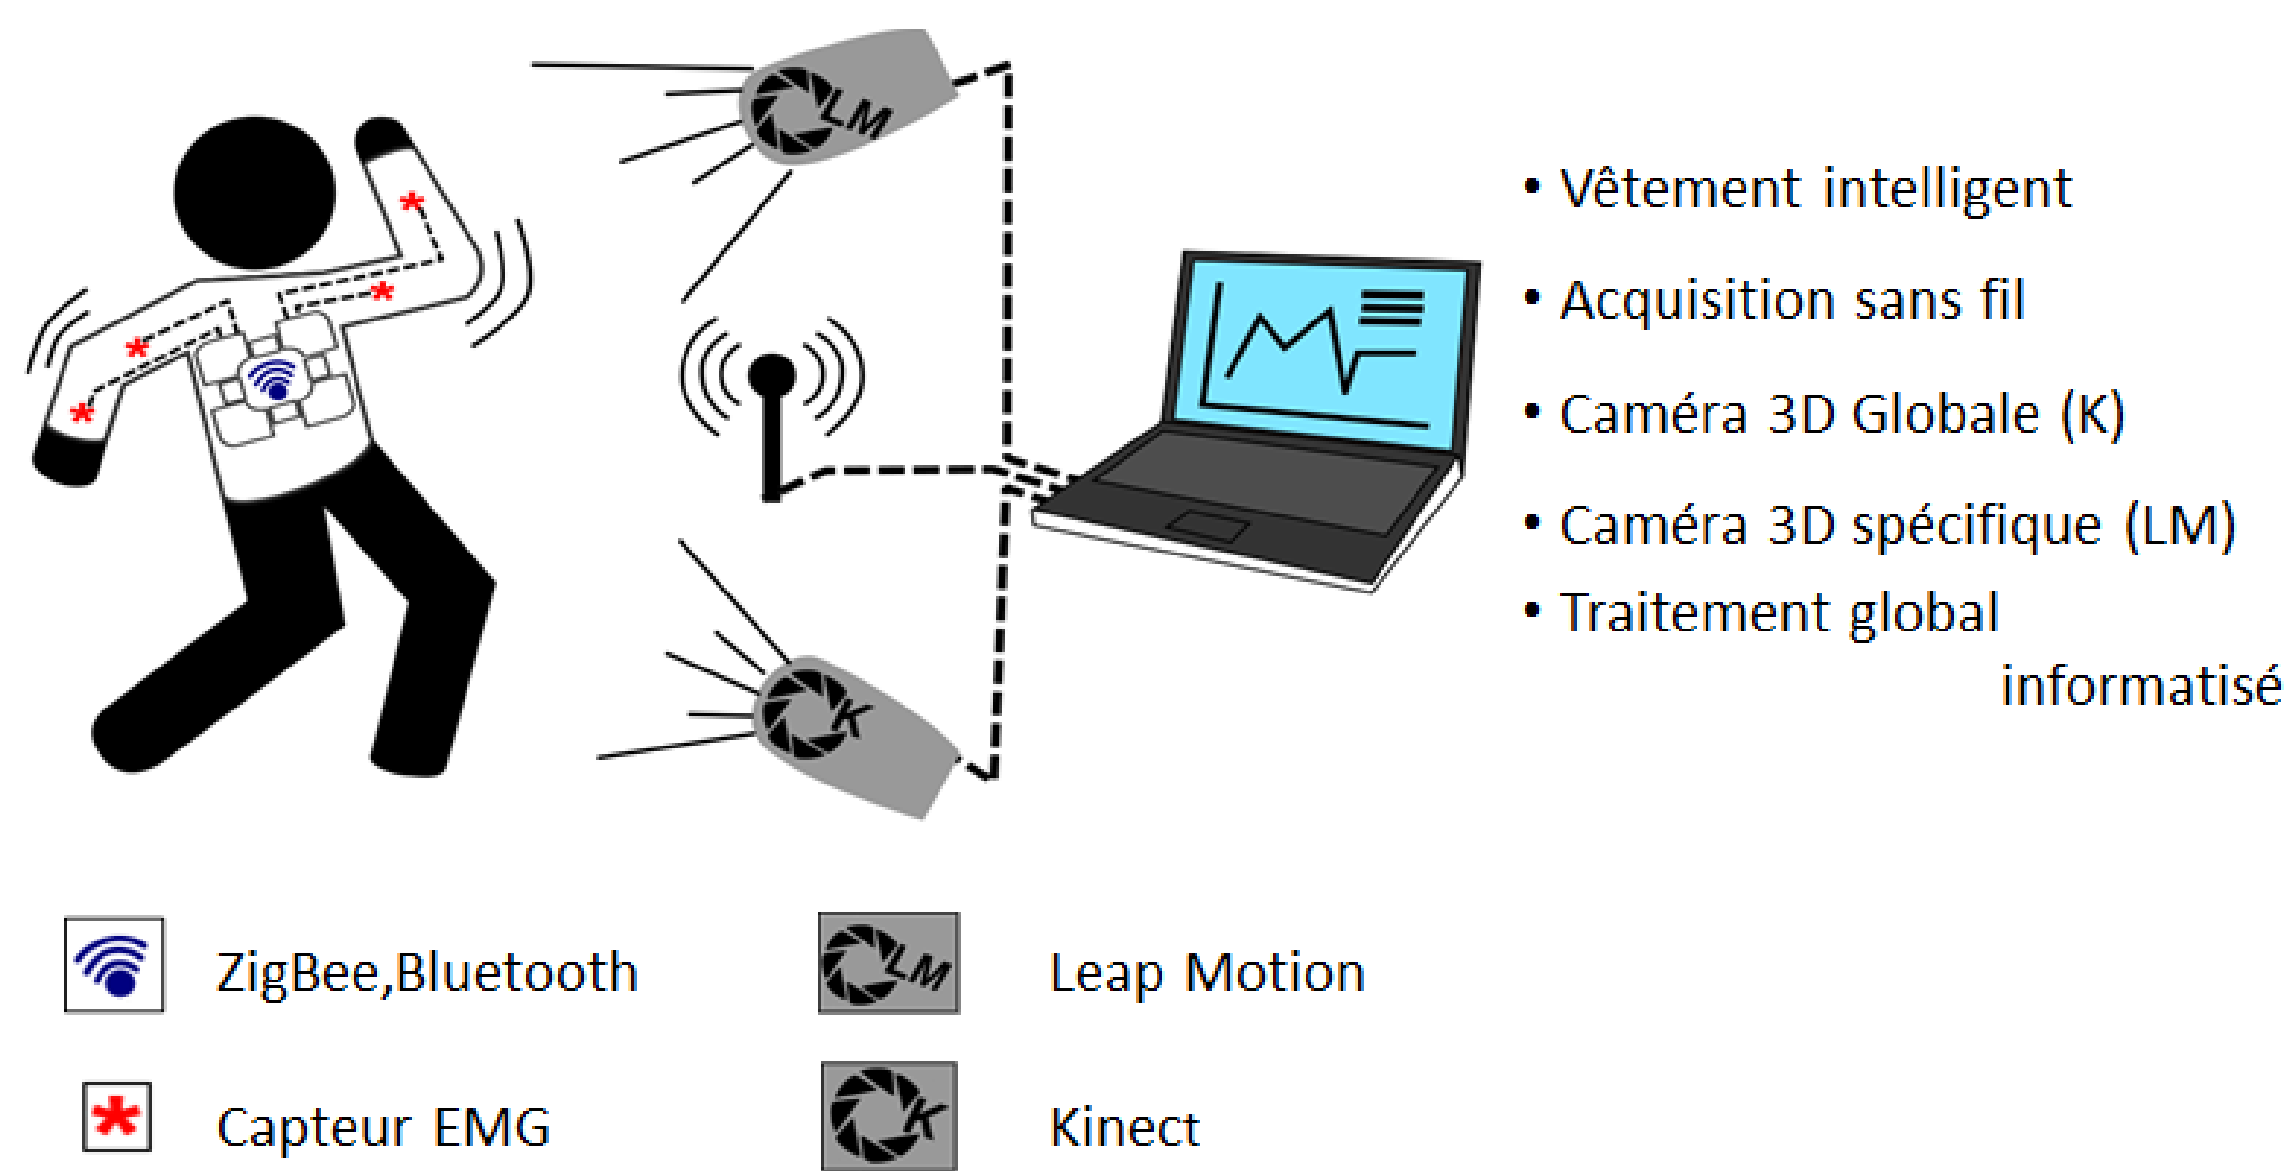 LM
• Vêtement intelligent
• Acquisition sans fil
• Caméra 3D Globale (K)
• Caméra 3D spécifique (LM)
• Traitement global
informatisé
K
ZigBee,Bluetooth
LM
Leap Motion
Capteur EMG
K
Kinect